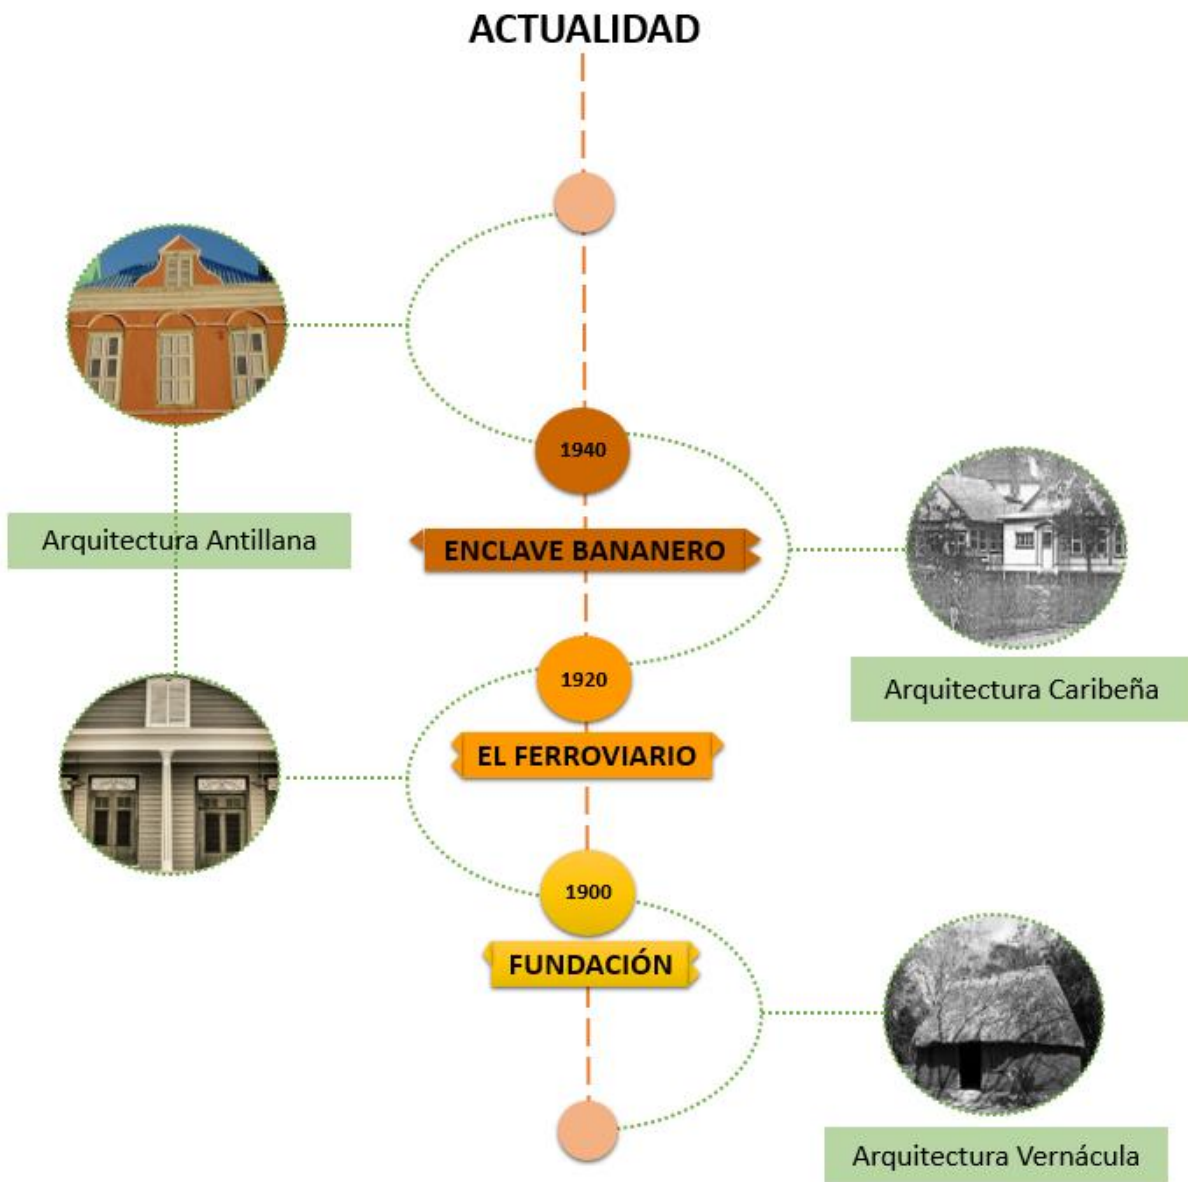 ACTUALIDAD
1940
Arquitectura Antillana
ENCLAVE BANANERO
1920
Arquitectura Caribeña
EL FERROVIARIO
1900
FUNDACIÓN
Arquitectura Vernácula